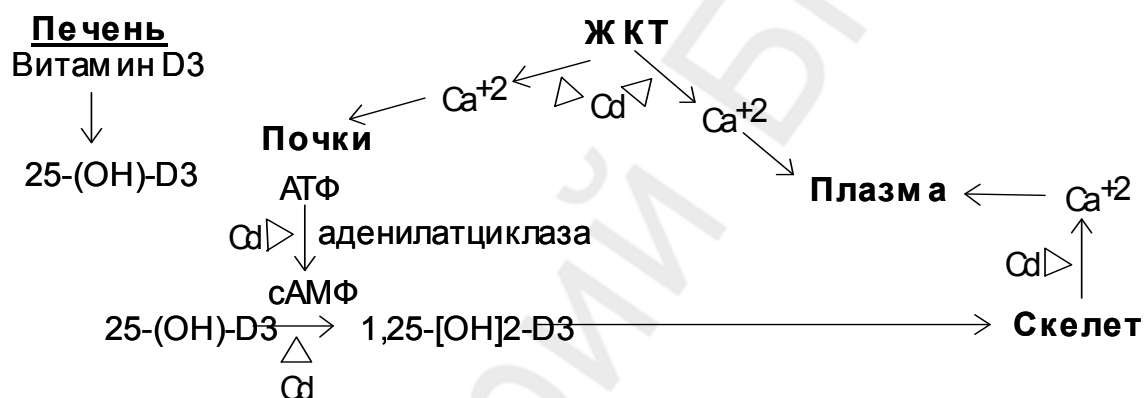 Печень
Витамин D3
25-(OH)-D3
ЖКТ
Ca+2
Cd
Ca+2
Почки
АТФ
Cd
аденилатциклаза
сАМФ
25-(OH)-D3
1,25-[OH]2-D3
Cd
Плазма
Ca+2
Cd
Скелет